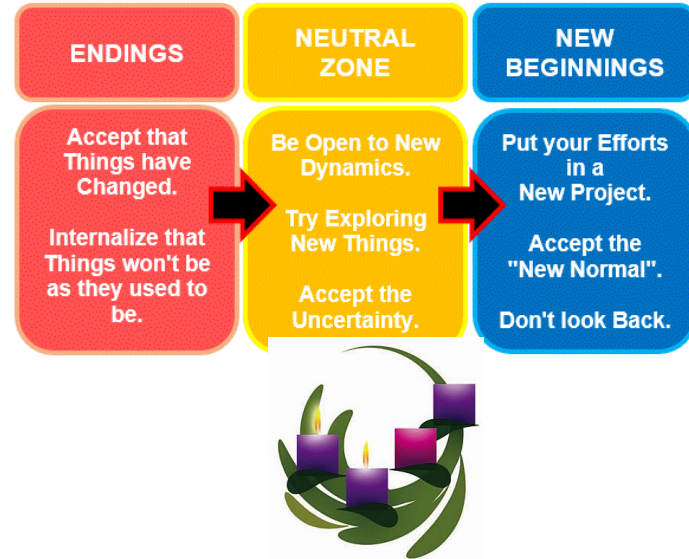 ENDINGS
NEUTRAL
ZONE
NEW
BEGINNINGS
Accept that
Things have
Changed.
Internalize that
Things won't be
as they used to
be.
Be Open to New
Dynamics.
Try Exploring
New Things.
Accept the
Uncertainty.
Put your Efforts
in a
New Project.
Accept the
"New Normal".
Don't look Back.